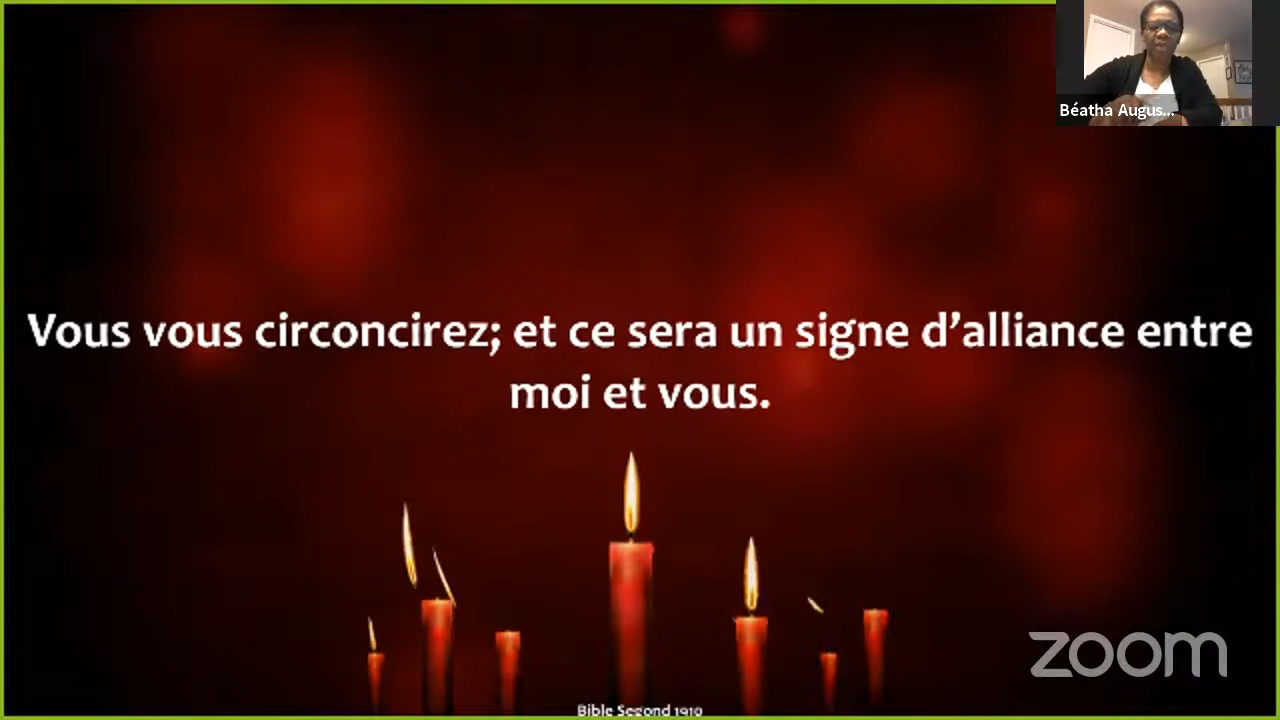 Béatha Augus...
Vous vous circoncirez; et ce sera un signe d’alliance entre
moi et vous.
zoom
Bible Segond 1910